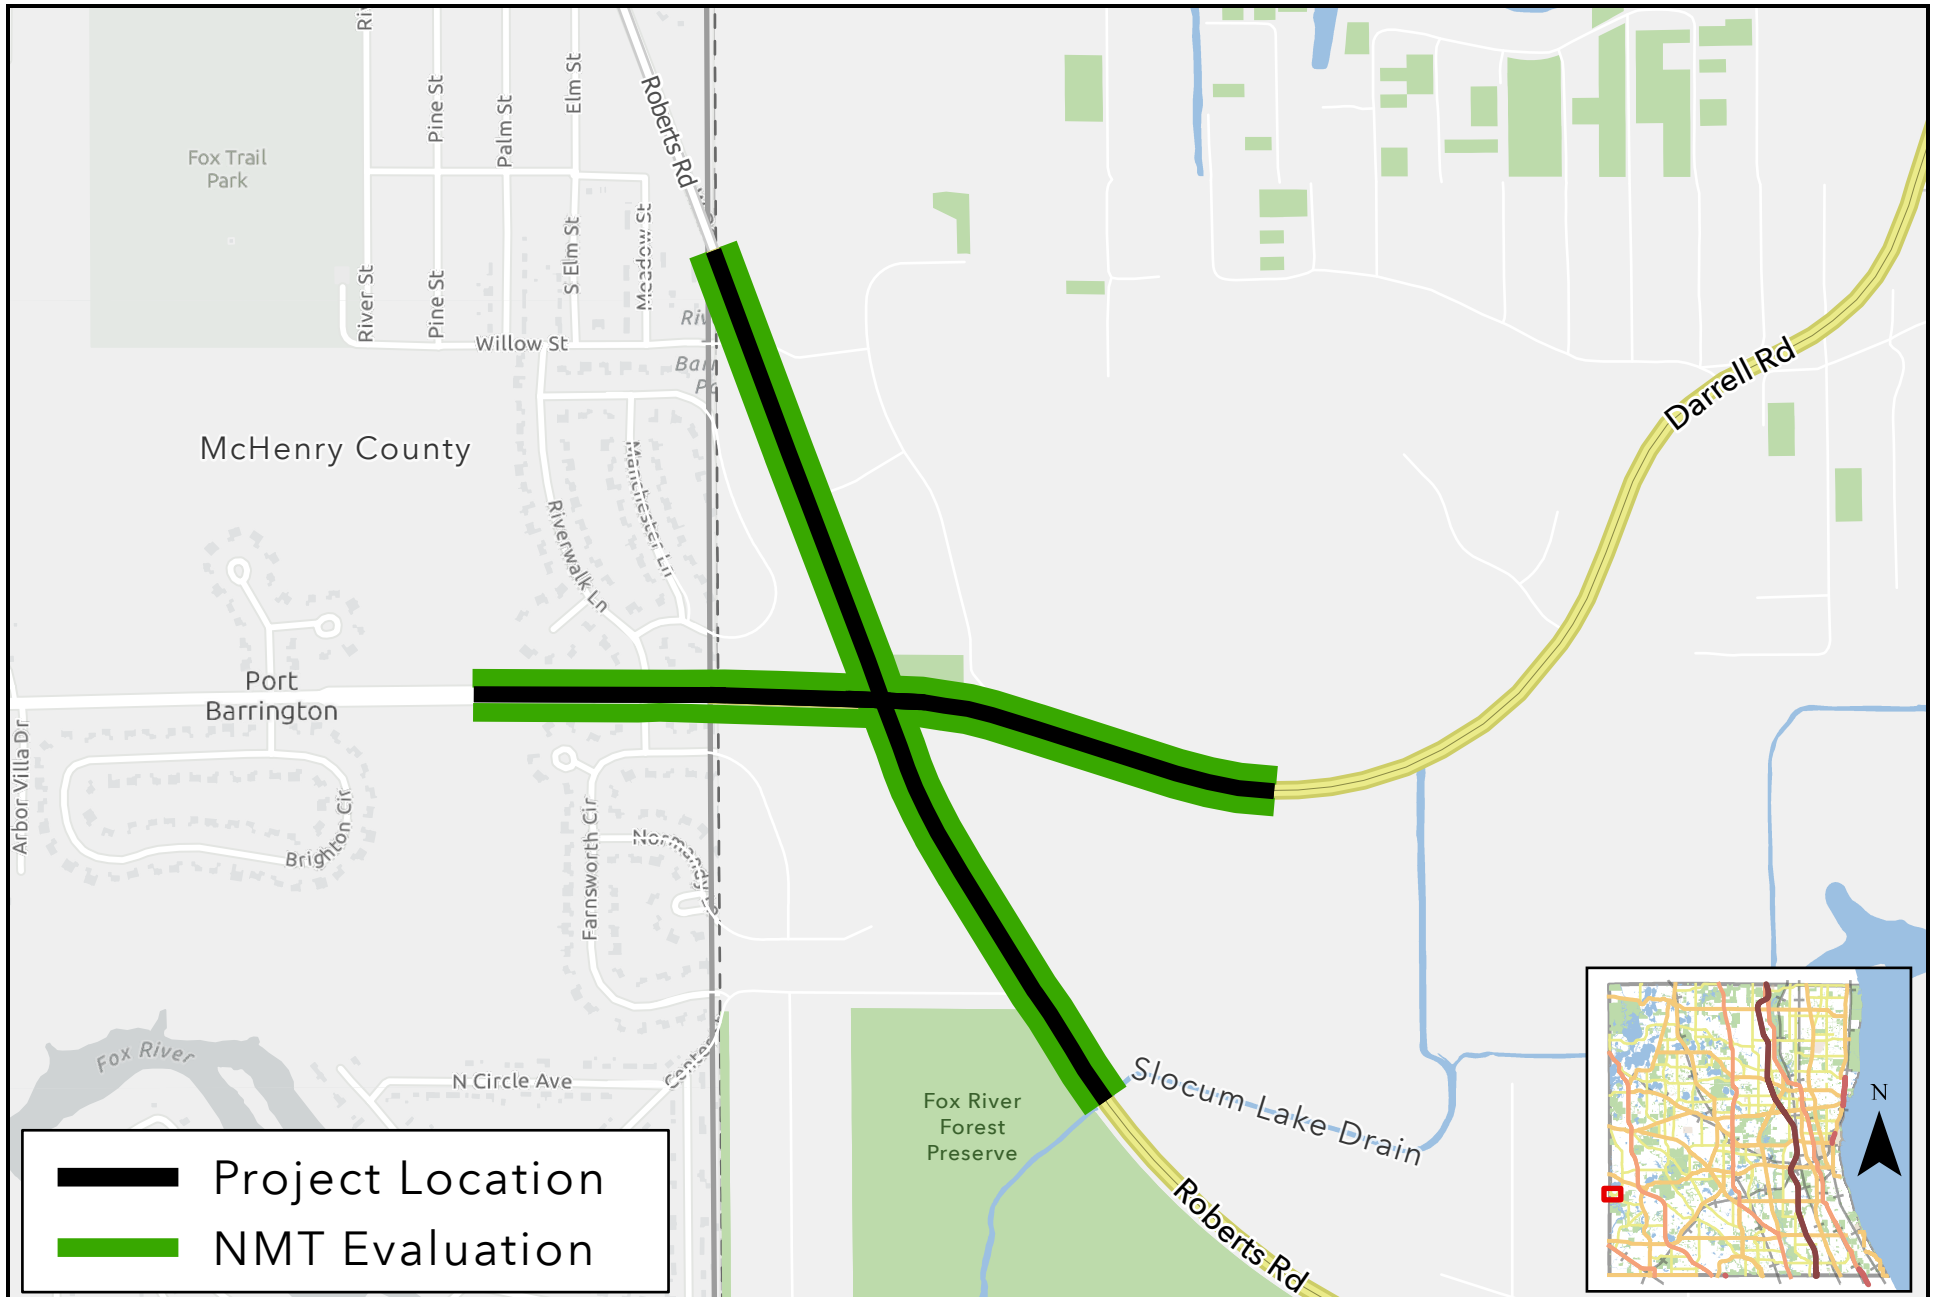 Pine St
Palm St
Elm St
Roberts Rd
Fox Trail
Park
River St
Pine St
S Elm St
Meadow St
Willow St
McHenry County
Darrell Rd
Manchester Ln
Riverwalk Ln
Port
Barrington
Arbor Villa Dr
Brighton Cir
Farnsworth Cir
Fox River
N Circle Ave
Fox River
Forest
Preserve
Slocum Lake Drain
Roberts Rd
N
Project Location
NMT Evaluation